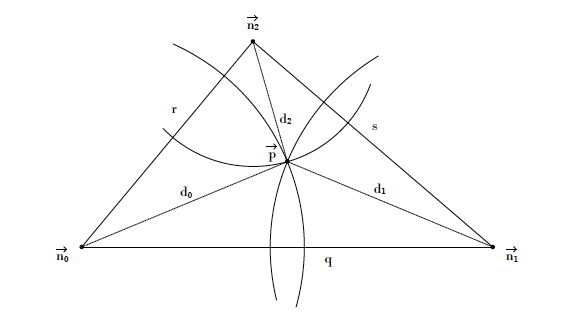 n₂
r
d₂
s
p
d₀
d₁
n₀
n₁
q